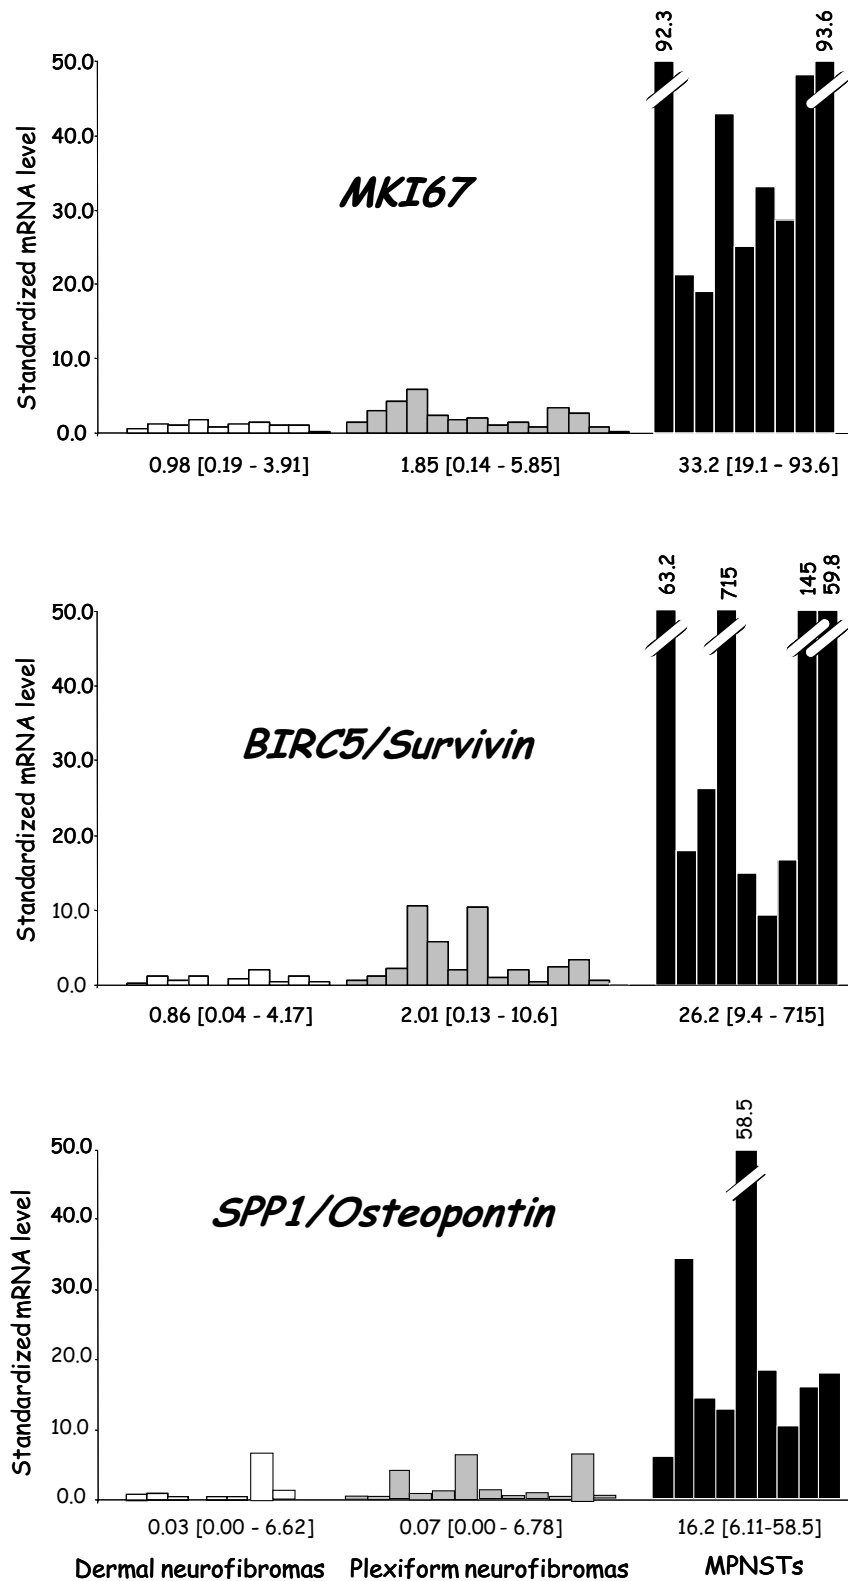 92.3
93.6
50.0
40.0
30.0
20.0
10.0
0.0
Standardized mRNA level
MKI67
0.98 [0.19 - 3.91]
1.85 [0.14 - 5.85]
33.2 [19.1 - 93.6]
63.2
715
145
59.8
50.0
40.0
30.0
20.0
10.0
0.0
Standardized mRNA level
BIRC5/Survivin
0.86 [0.04 - 4.17]
2.01 [0.13 - 10.6]
26.2 [9.4 - 715]
58.5
50.0
40.0
30.0
20.0
10.0
0.0
Standardized mRNA level
SPP1/Osteopontin
0.03 [0.00 - 6.62]
0.07 [0.00 - 6.78]
16.2 [6.11-58.5]
Dermal neurofibromas
Plexiform neurofibromas
MPNSTs